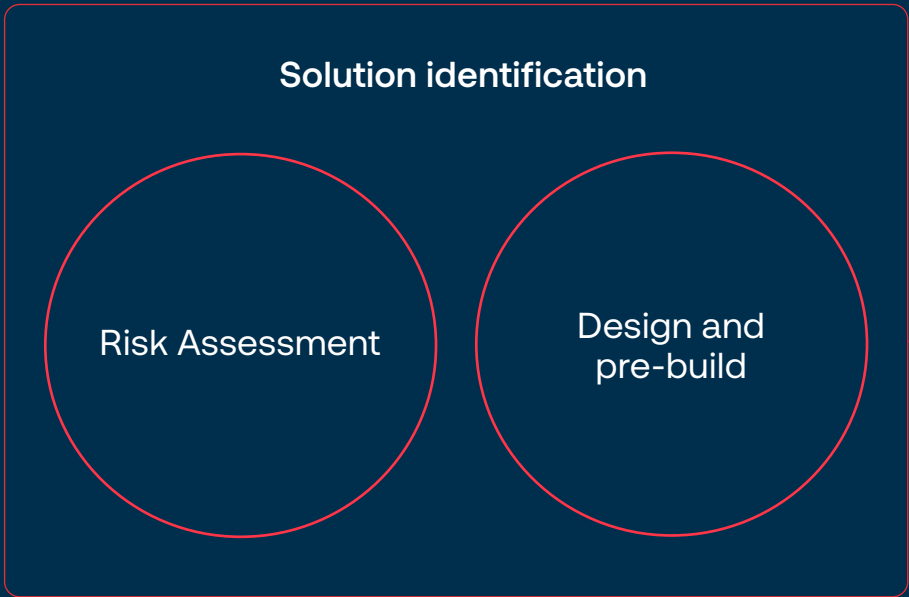 Solution identification
Risk Assessment
Design and
pre-build